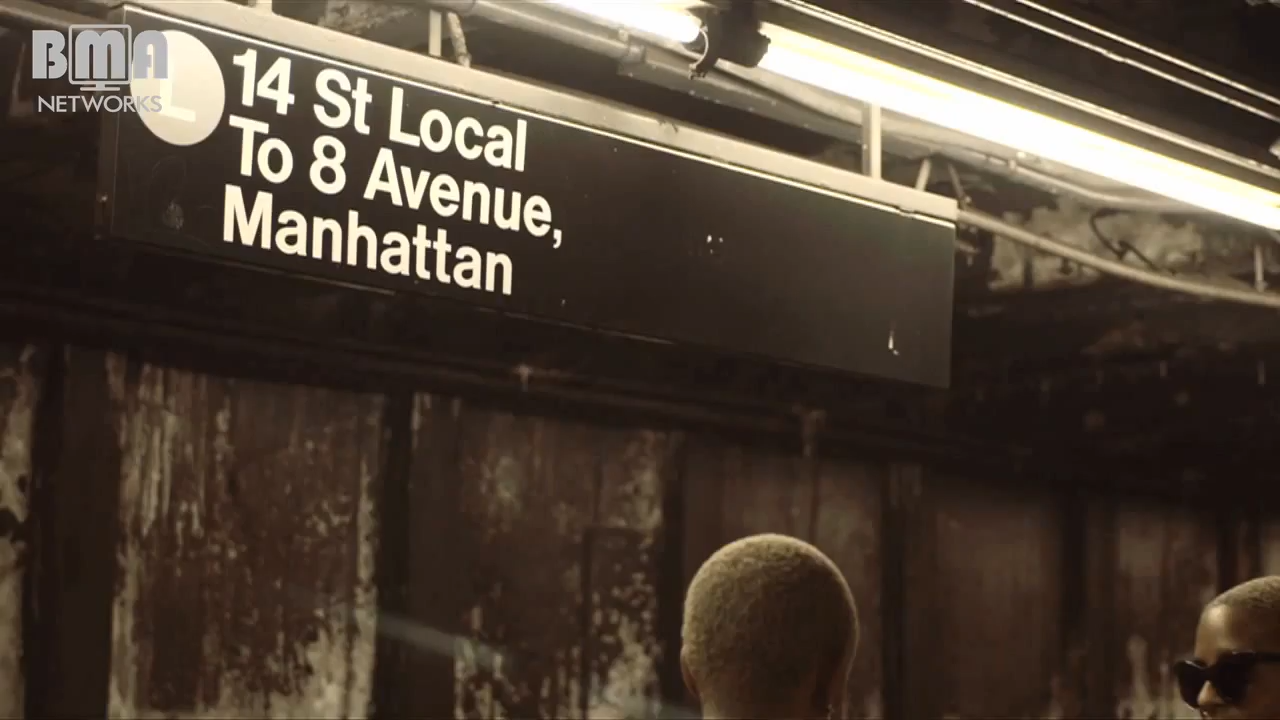 BMA
NETWORKS
L
14 St Local
To 8 Avenue,
Manhattan